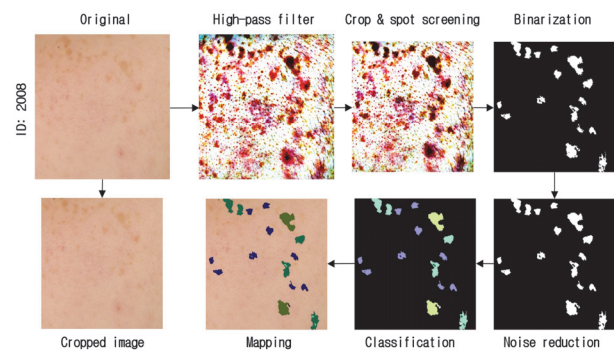 Original
High-pass filter
Crop & spot screening
Binarization
ID: 2008
Cropped image
Mapping
Classification
Noise reduction